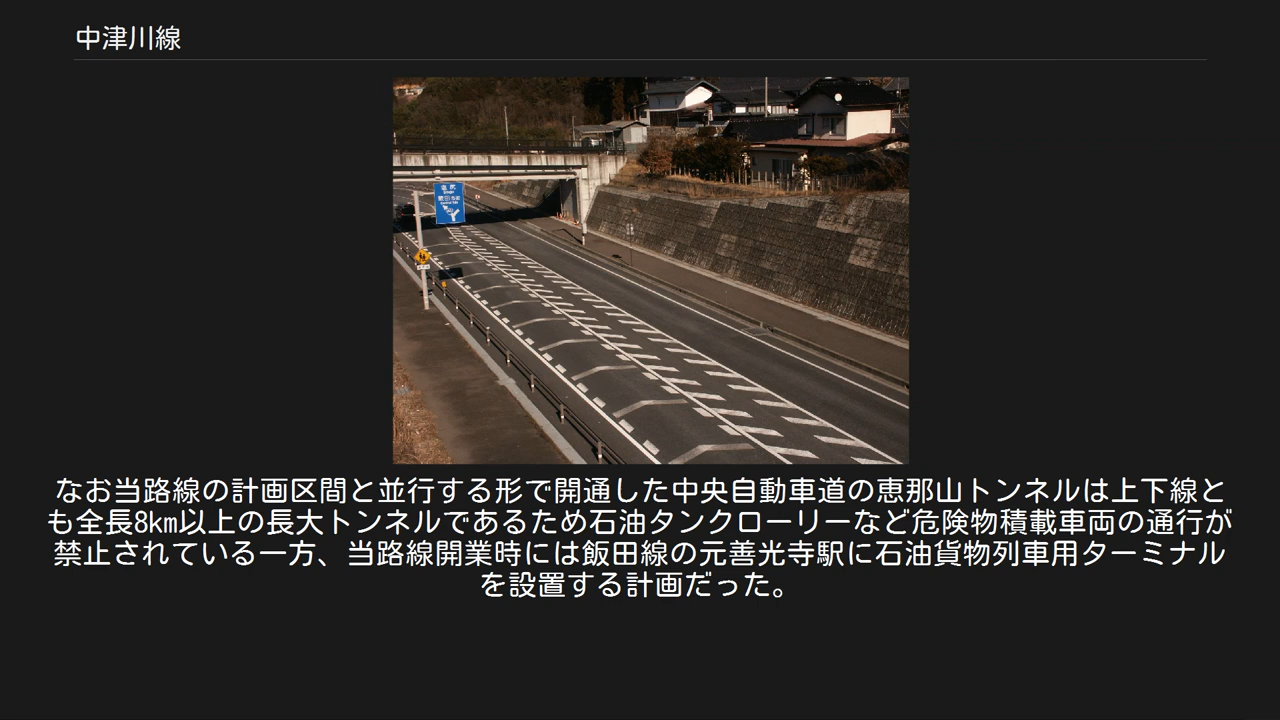 中津川線
なお当路線の計画区間と並行する形で開通した中央自動車道の恵那山トンネルは上下線と
も全長8km以上の長大トンネルであるため石油タンクローリーなど危険物積載車両の通行が
禁止されている一方、当路線開業時には飯田線の元善光寺駅に石油貨物列車用ターミナル
を設置する計画だった。